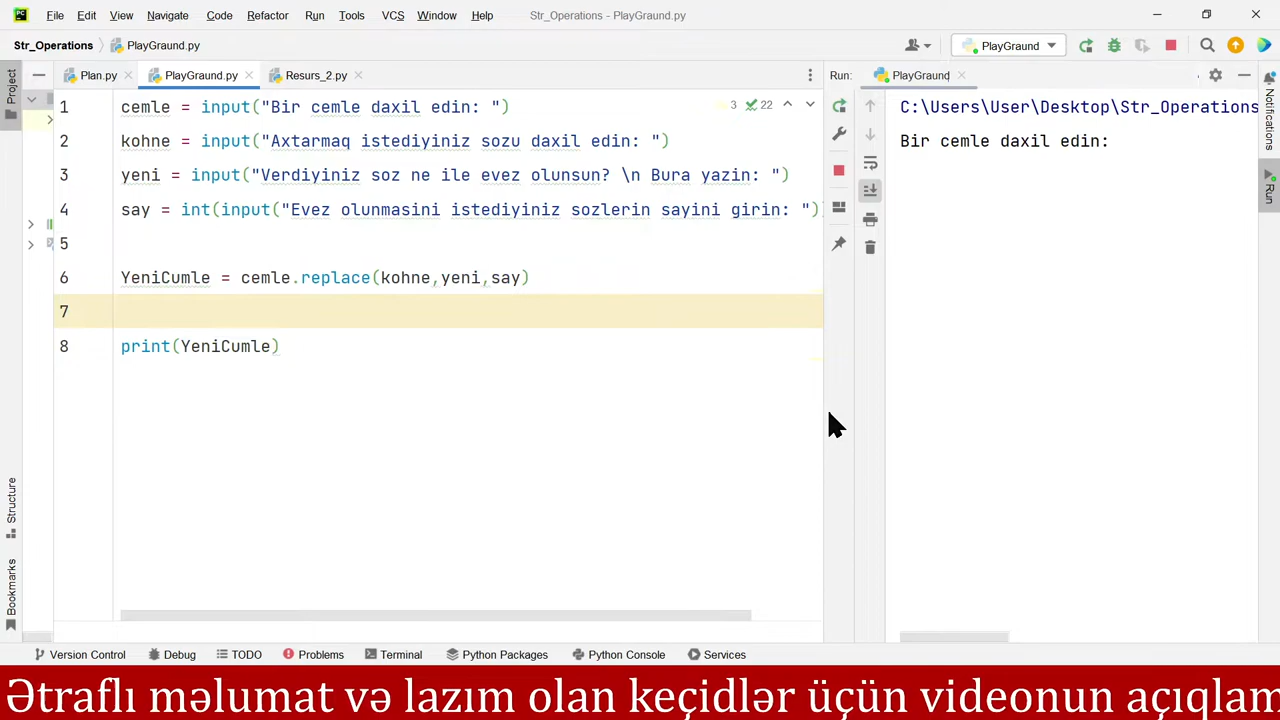 File Edit View Navigate Code Refactor Run Tools VCS Window Help Str_Operations - PlayGraund.py
Str_Operations PlayGraund.py PlayGraund
Project Plan.py PlayGraund.py Resurs_2.py Run: PlayGraund
1 cemle = input("Bir cemle daxil edin: ") 3 22
2 kohne = input("Axtarmaq istediyiniz sozu daxil edin: ")
3 yeni = input("Verdiyiniz soz ne ile evez olunsun? \n Bura yazin: ")
4 say = int(input("Evez olunmasini istediyiniz sozlerin sayini girin: ")
5
6 YeniCumle = cemle.replace(kohne,yeni,say)
7
8 print(YeniCumle)
C:\Users\User\Desktop\Str_Operations
Bir cemle daxil edin:
Notifications
Run
Structure
Bookmarks
Version Control Debug TODO Problems Terminal Python Packages Python Console Services
Ətraflı məlumat və lazım olan keçidlər üçün videonun açıqlam